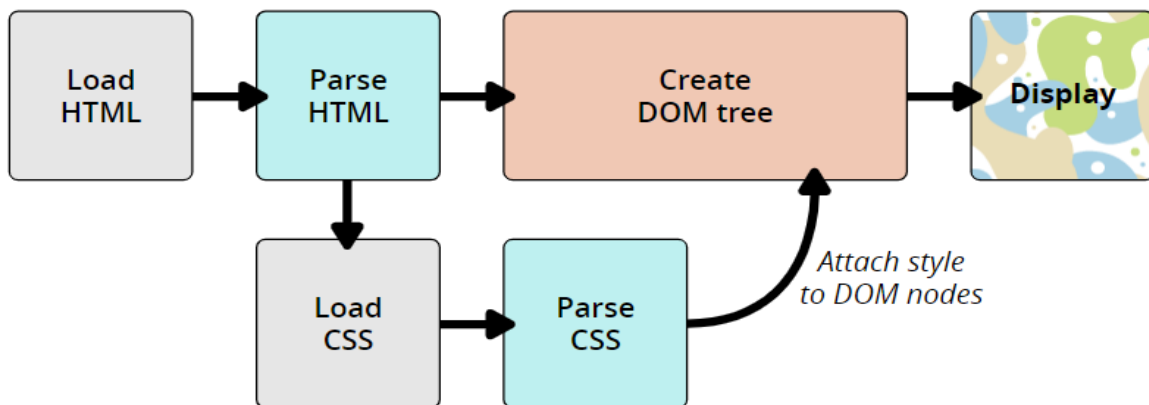 Load
HTML
Parse
HTML
Create
DOM tree
Display
Load
CSS
Parse
CSS
Attach style
to DOM nodes